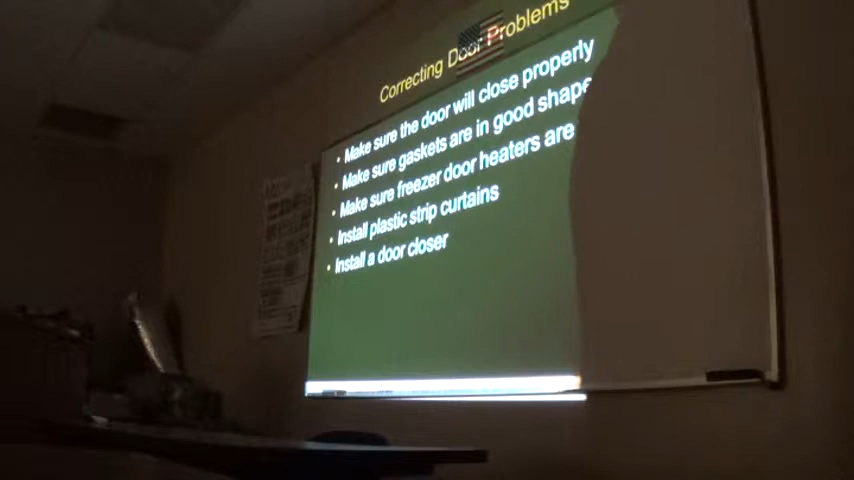 Correcting Door Problems
• Make sure the door will close properly
• Make sure gaskets are in good shape
• Make sure freezer door heaters are
• Install plastic strip curtains
• Install a door closer